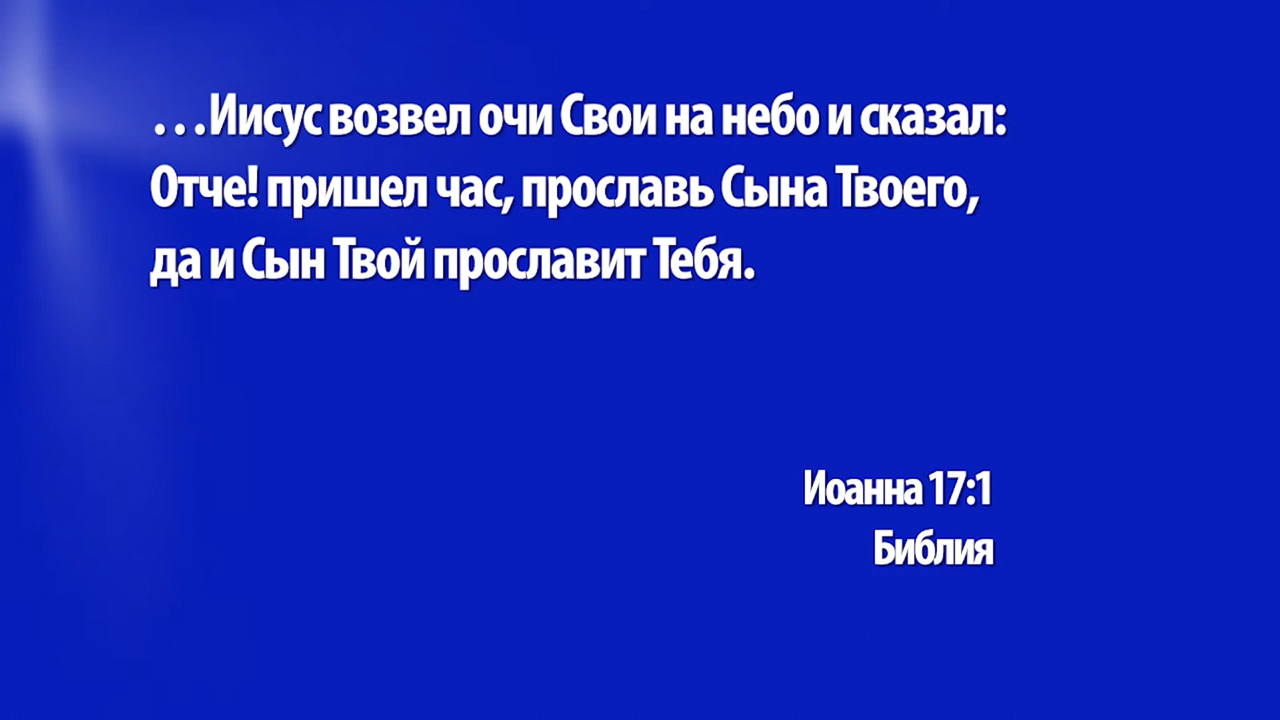 …Иисус возвел очи Свои на небо и сказал:
Отче! пришел час, прославь Сына Твоего,
да и Сын Твой прославит Тебя.
Иоанна 17:1
Библия